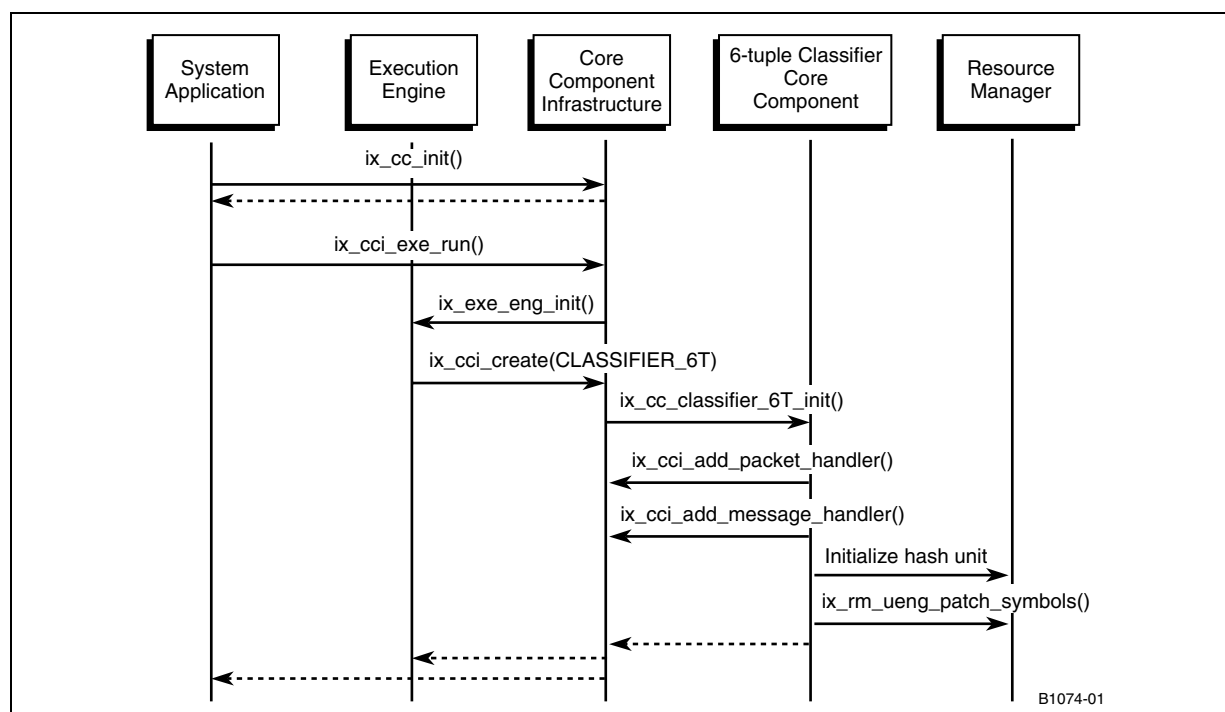 System
Application
Execution
Engine
Core
Component
Infrastructure
6-tuple Classifier
Core
Component
Resource
Manager
ix_cc_init()
ix_cci_exe_run()
ix_exe_eng_init()
ix_cci_create(CLASSIFIER_6T)
ix_cc_classifier_6T_init()
ix_cci_add_packet_handler()
ix_cci_add_message_handler()
Initialize hash unit
ix_rm_ueng_patch_symbols()
B1074-01